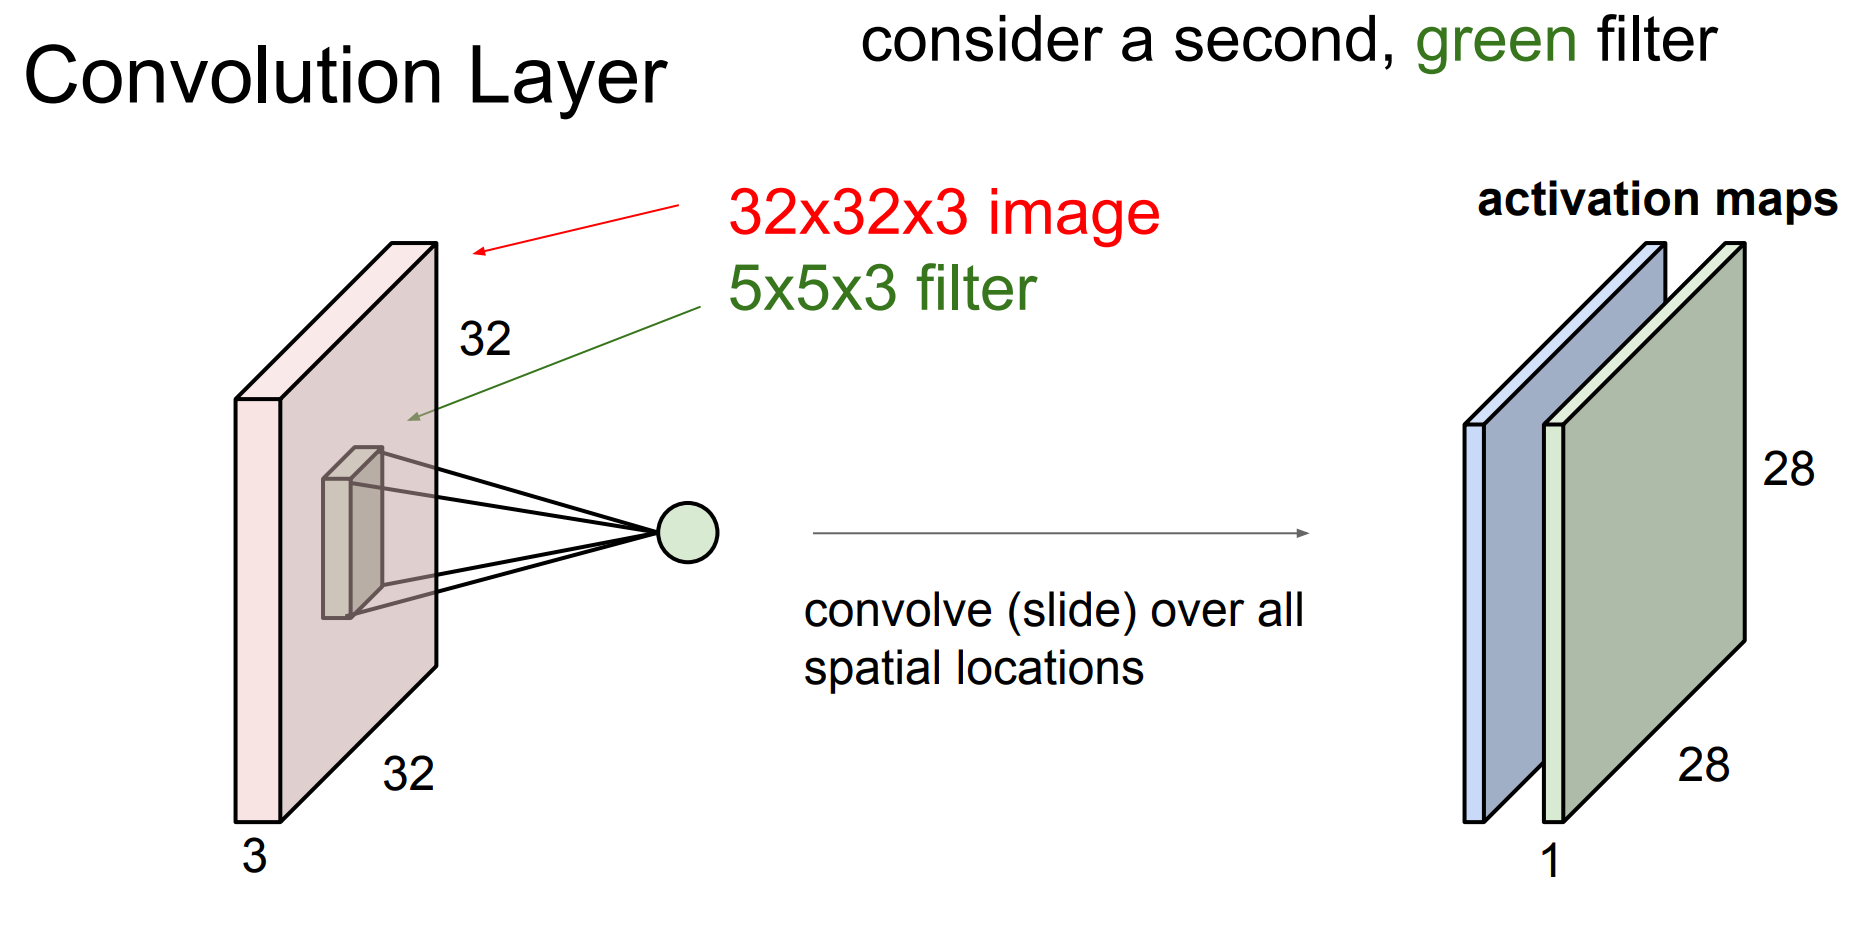 Convolution Layer
consider a second, green filter
32x32x3 image
5x5x3 filter
activation maps
32
32
3
convolve (slide) over all
spatial locations
28
28
1